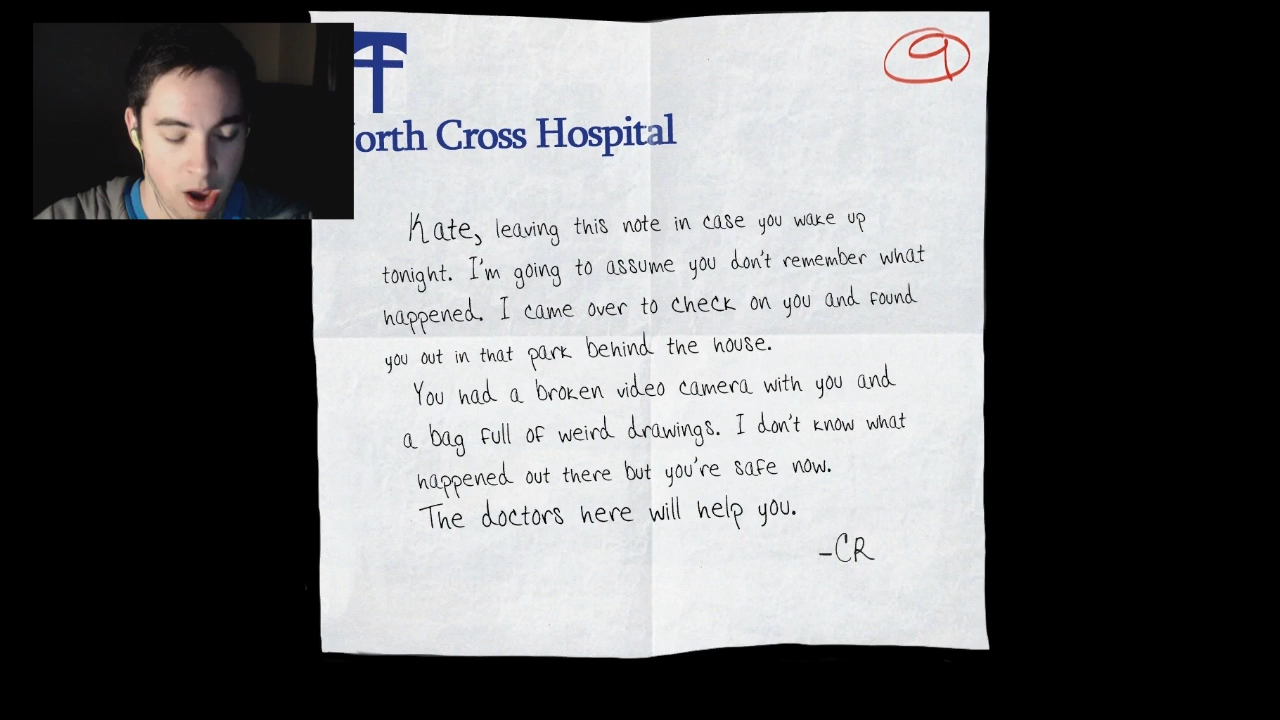 9
orth Cross Hospital
Kate, leaving this note in case you wake up
tonight. I'm going to assume you don't remember what
happened. I came over to check on you and found
you out in that park behind the house.
You had a broken video camera with you and
a bag full of weird drawings. I don't know what
happened out there but you're safe now.
The doctors here will help you.
-CR